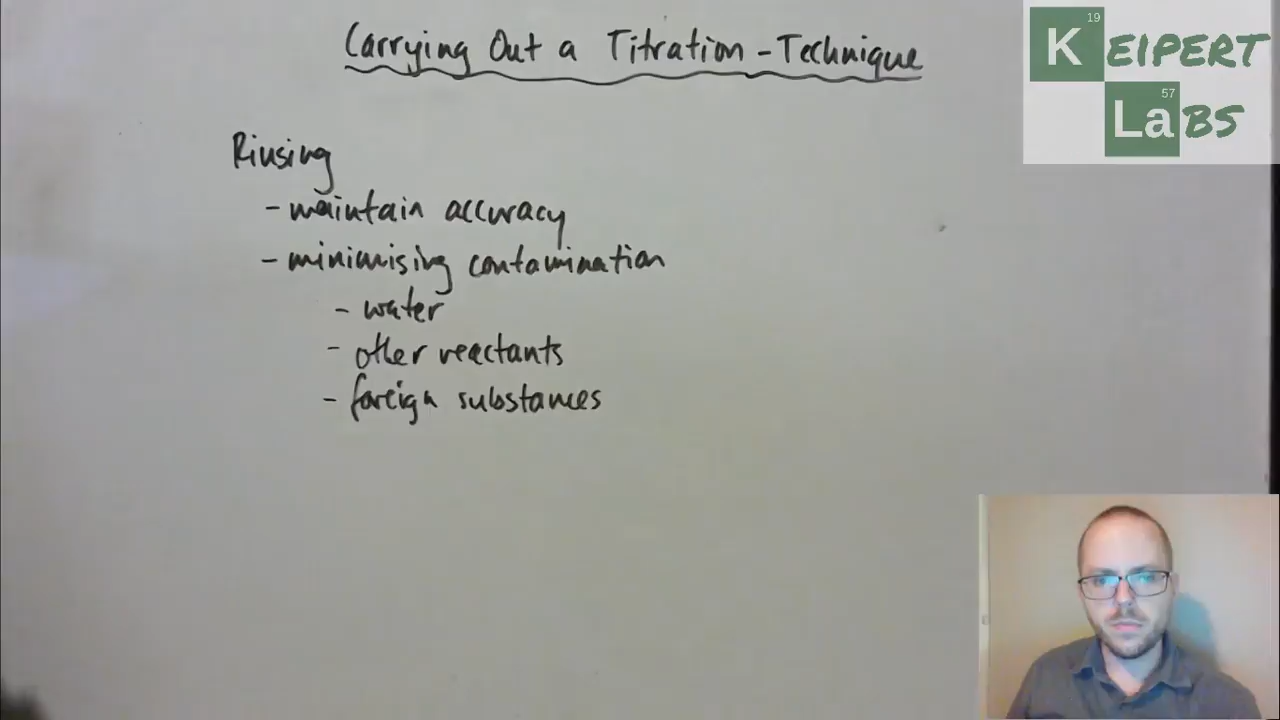 Carrying Out a Titration - Technique
19
KEIPERT
57
LaBS
Rinsing
- maintain accuracy
- minimising contamination
- water
- other reactants
- foreign substances